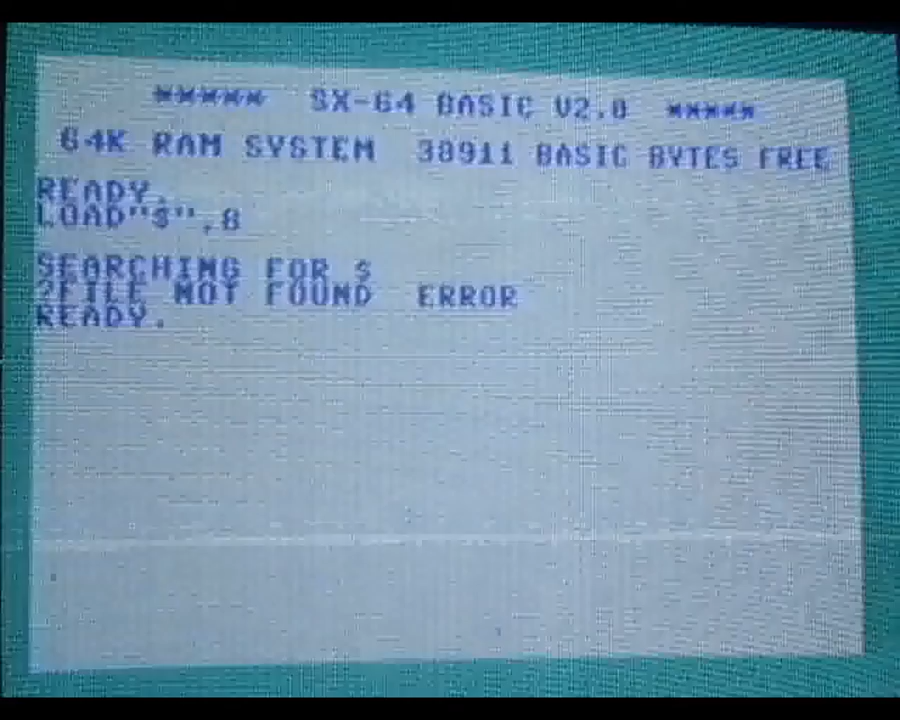 ***** SX-64 BASIC V2.0 *****
64K RAM SYSTEM 38911 BASIC BYTES FREE
READY.
LOAD"$",8
SEARCHING FOR $
?FILE NOT FOUND ERROR
READY.